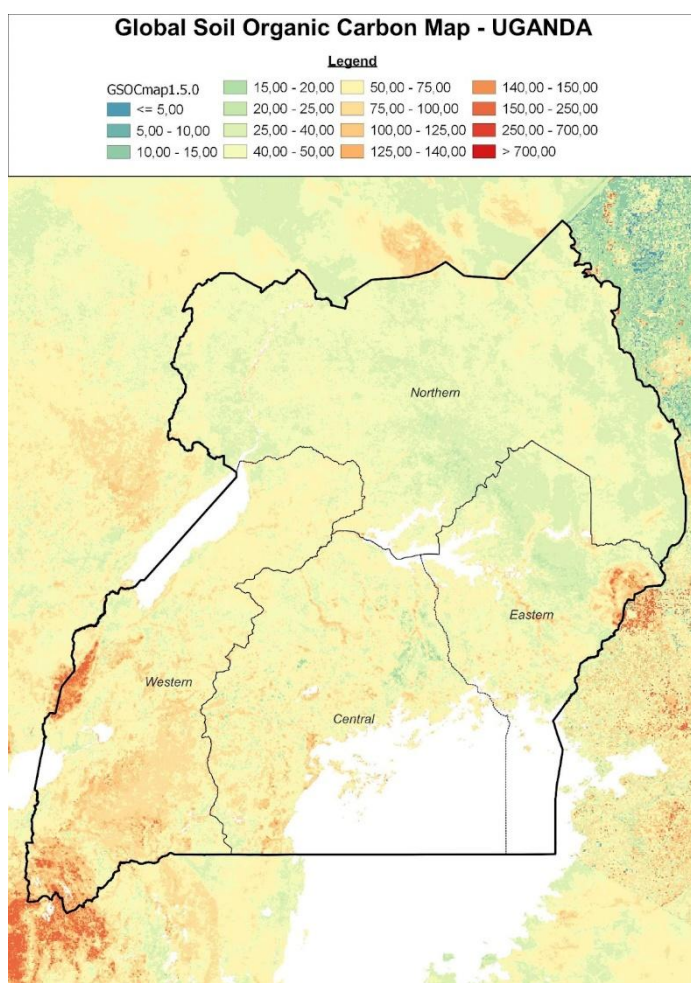 Global Soil Organic Carbon Map - UGANDA
Legend
GSOCmap1.5.0
<= 5,00
5,00 - 10,00
10,00 - 15,00
15,00 - 20,00
20,00 - 25,00
25,00 - 40,00
40,00 - 50,00
50,00 - 75,00
75,00 - 100,00
100,00 - 125,00
125,00 - 140,00
140,00 - 150,00
150,00 - 250,00
250,00 - 700,00
> 700,00
Northern
Eastern
Western
Central